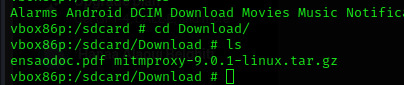 Alarms Android DCIM Download Movies Music Notifica
vbox86p:/sdcard # cd Download/
vbox86p:/sdcard/Download # ls
ensaodoc.pdf mitmproxy-9.0.1-linux.tar.gz
vbox86p:/sdcard/Download #